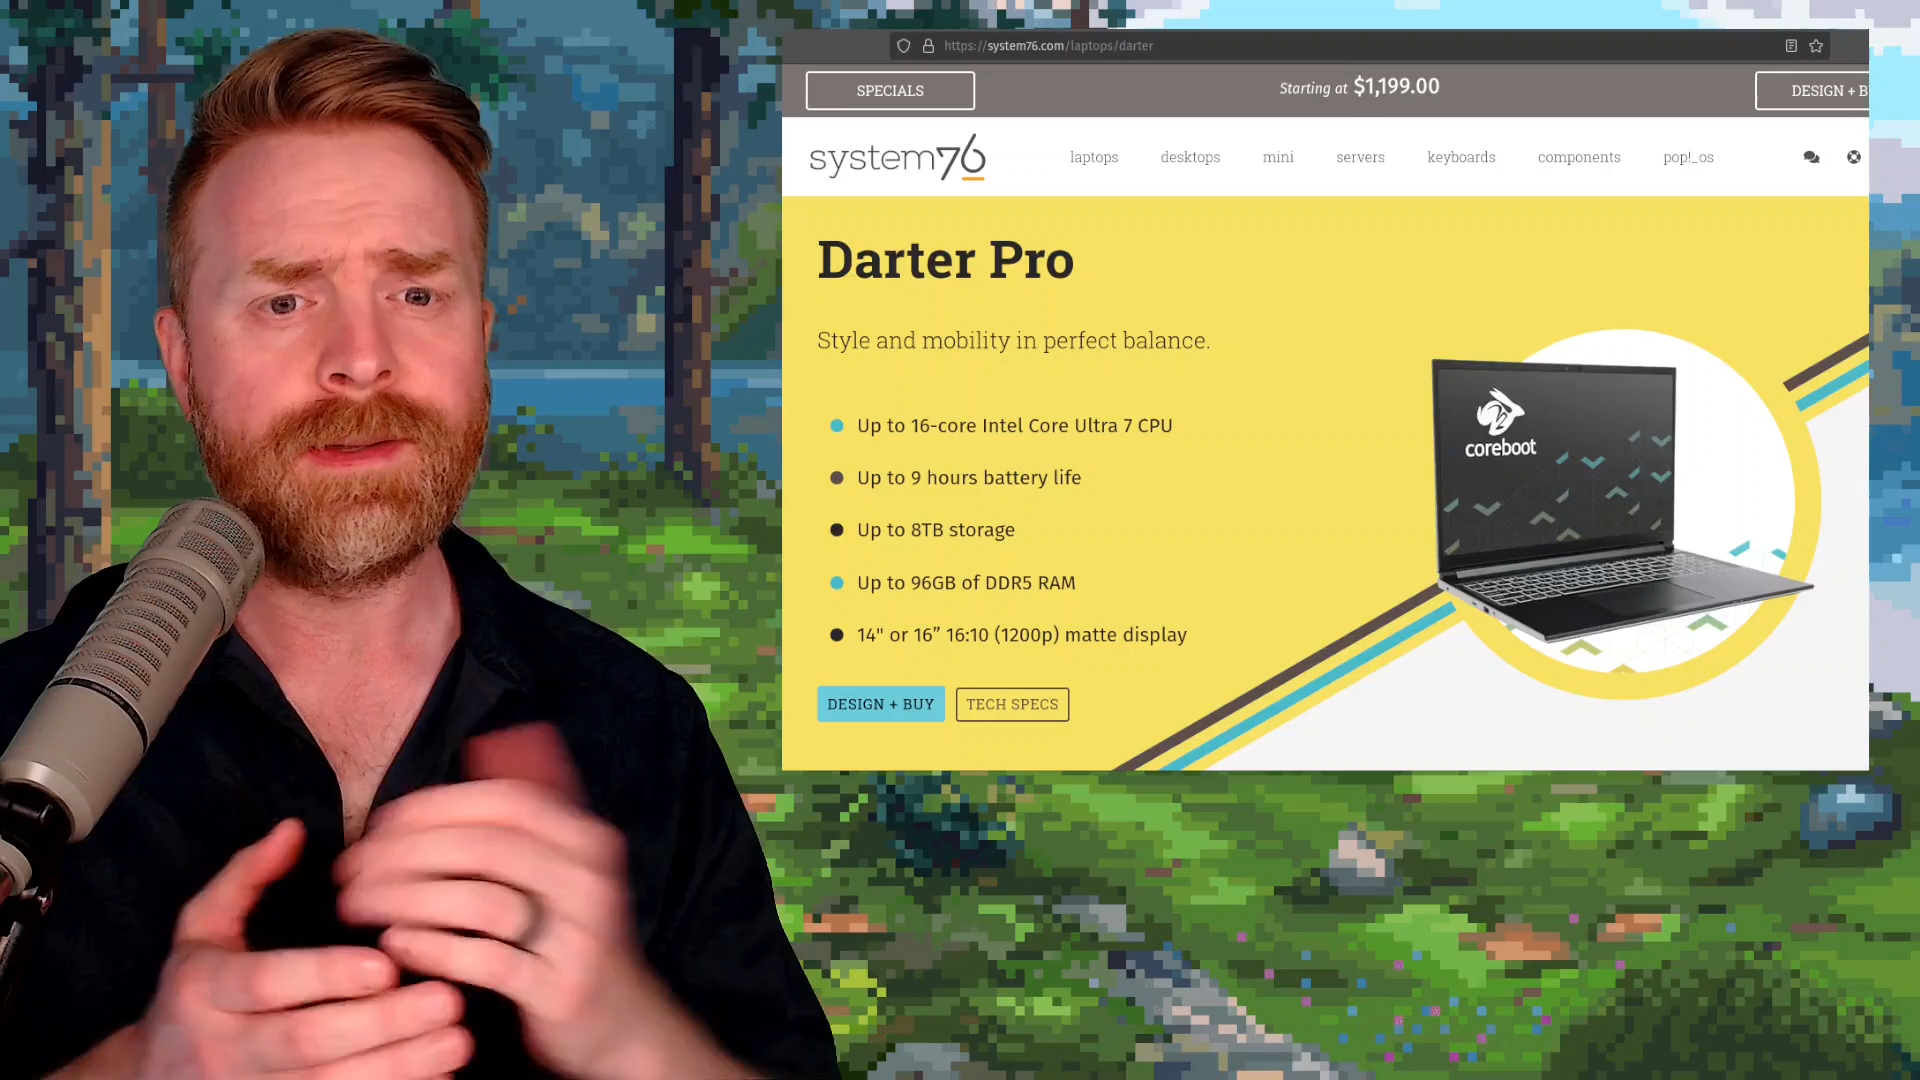 https://system76.com/laptops/darter
SPECIALS
Starting at $1,199.00
DESIGN + B
system76
laptops
desktops
mini
servers
keyboards
components
pop!_os
Darter Pro
Style and mobility in perfect balance.
Up to 16-core Intel Core Ultra 7 CPU
Up to 9 hours battery life
Up to 8TB storage
Up to 96GB of DDR5 RAM
14" or 16” 16:10 (1200p) matte display
coreboot
DESIGN + BUY
TECH SPECS